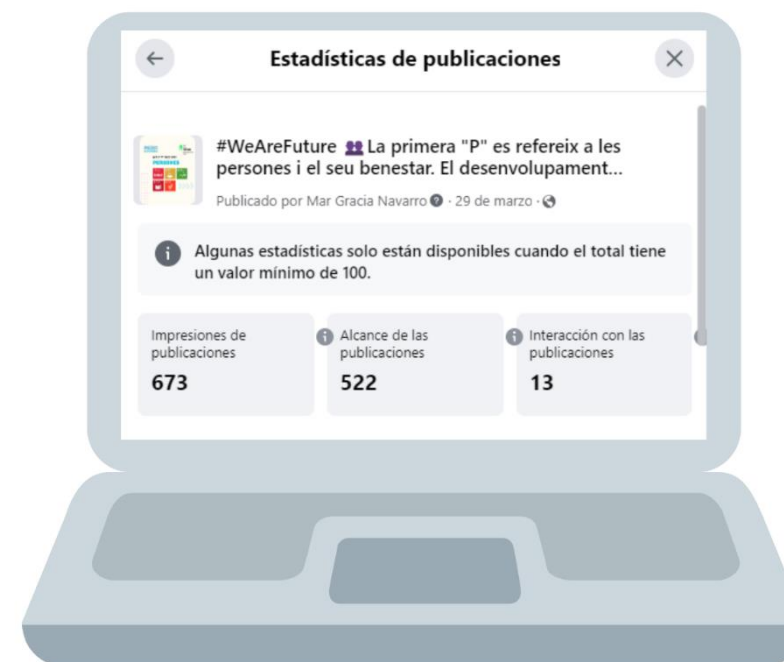 Estadísticas de publicaciones
#WeAreFuture 👥 La primera "P" es refereix a les
persones i el seu benestar. El desenvolupament...
Publicado por Mar Gracia Navarro · 29 de marzo ·
Algunas estadísticas solo están disponibles cuando el total tiene
un valor mínimo de 100.
Impresiones de
publicaciones
673
Alcance de las
publicaciones
522
Interacción con las
publicaciones
13